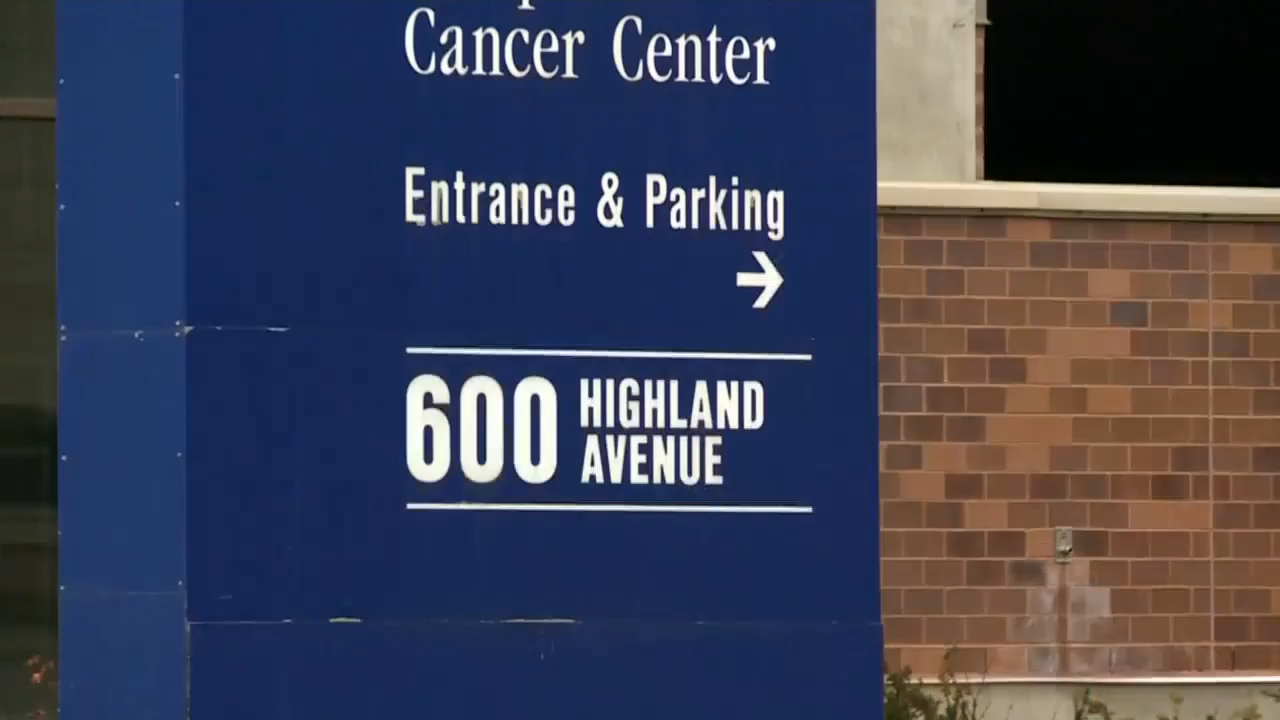 Cancer Center
Entrance & Parking
→
600 HIGHLAND
AVENUE